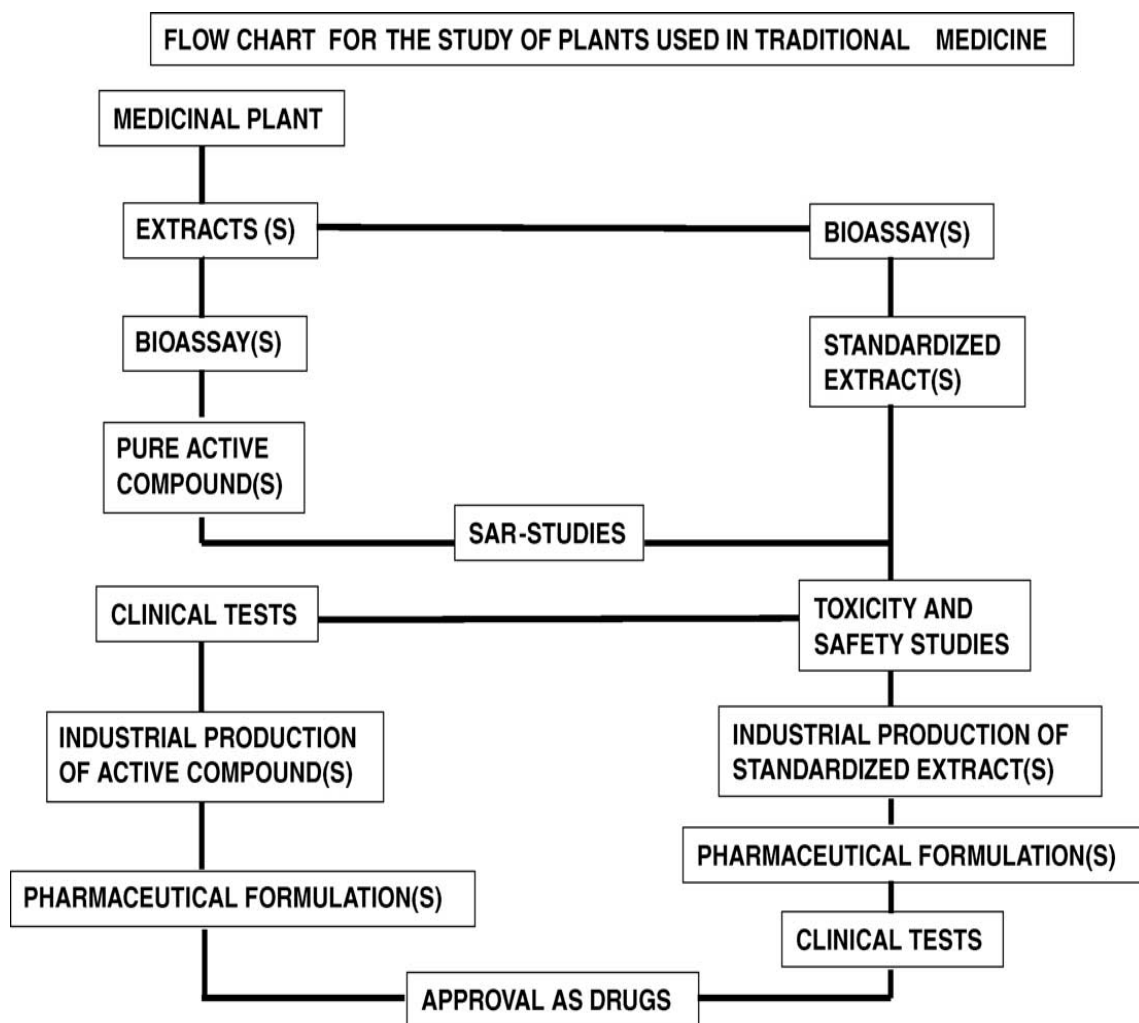 FLOW CHART FOR THE STUDY OF PLANTS USED IN TRADITIONAL MEDICINE
MEDICINAL PLANT
EXTRACTS (S)
BIOASSAY(S)
BIOASSAY(S)
STANDARDIZED
EXTRACT(S)
PURE ACTIVE
COMPOUND(S)
SAR-STUDIES
CLINICAL TESTS
TOXICITY AND
SAFETY STUDIES
INDUSTRIAL PRODUCTION
OF ACTIVE COMPOUND(S)
INDUSTRIAL PRODUCTION OF
STANDARDIZED EXTRACT(S)
PHARMACEUTICAL FORMULATION(S)
PHARMACEUTICAL FORMULATION(S)
CLINICAL TESTS
APPROVAL AS DRUGS